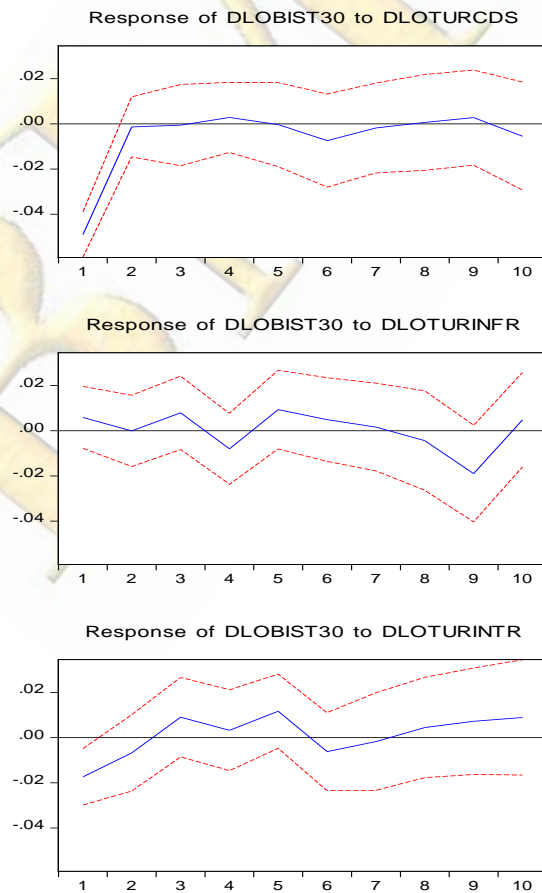 Response of DLOBIST30 to DLOTURCDS
.02
.00
-.02
-.04
1 2 3 4 5 6 7 8 9 10
Response of DLOBIST30 to DLOTURINFR
.02
.00
-.02
-.04
1 2 3 4 5 6 7 8 9 10
Response of DLOBIST30 to DLOTURINTR
.02
.00
-.02
-.04
1 2 3 4 5 6 7 8 9 10